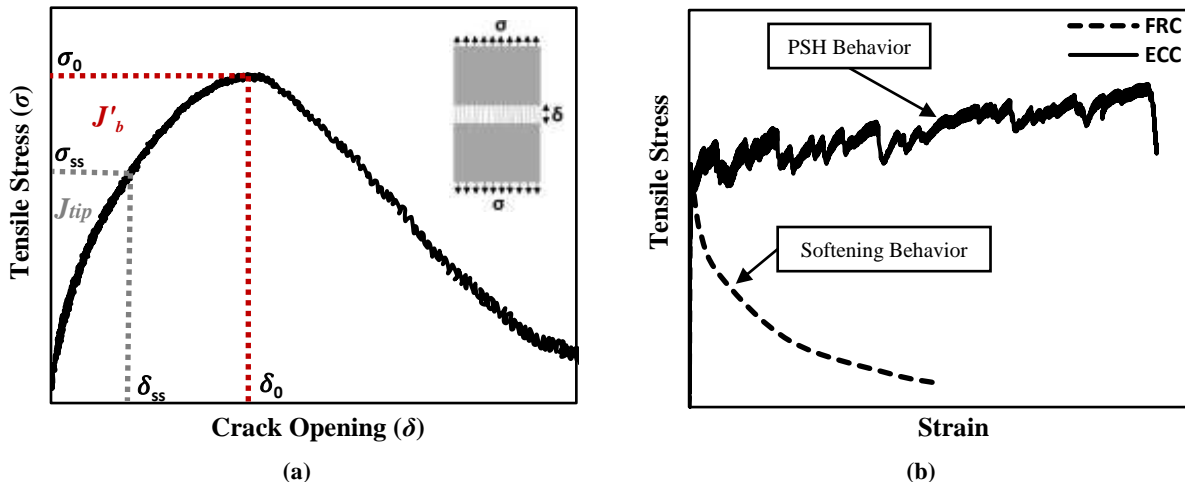 σ
σ₀
J'b
σss
Jtip
δ
σ
Tensile Stress (σ)
δss
δ₀
Crack Opening (δ)
(a)
FRC
ECC
PSH Behavior
Softening Behavior
Tensile Stress
Strain
(b)